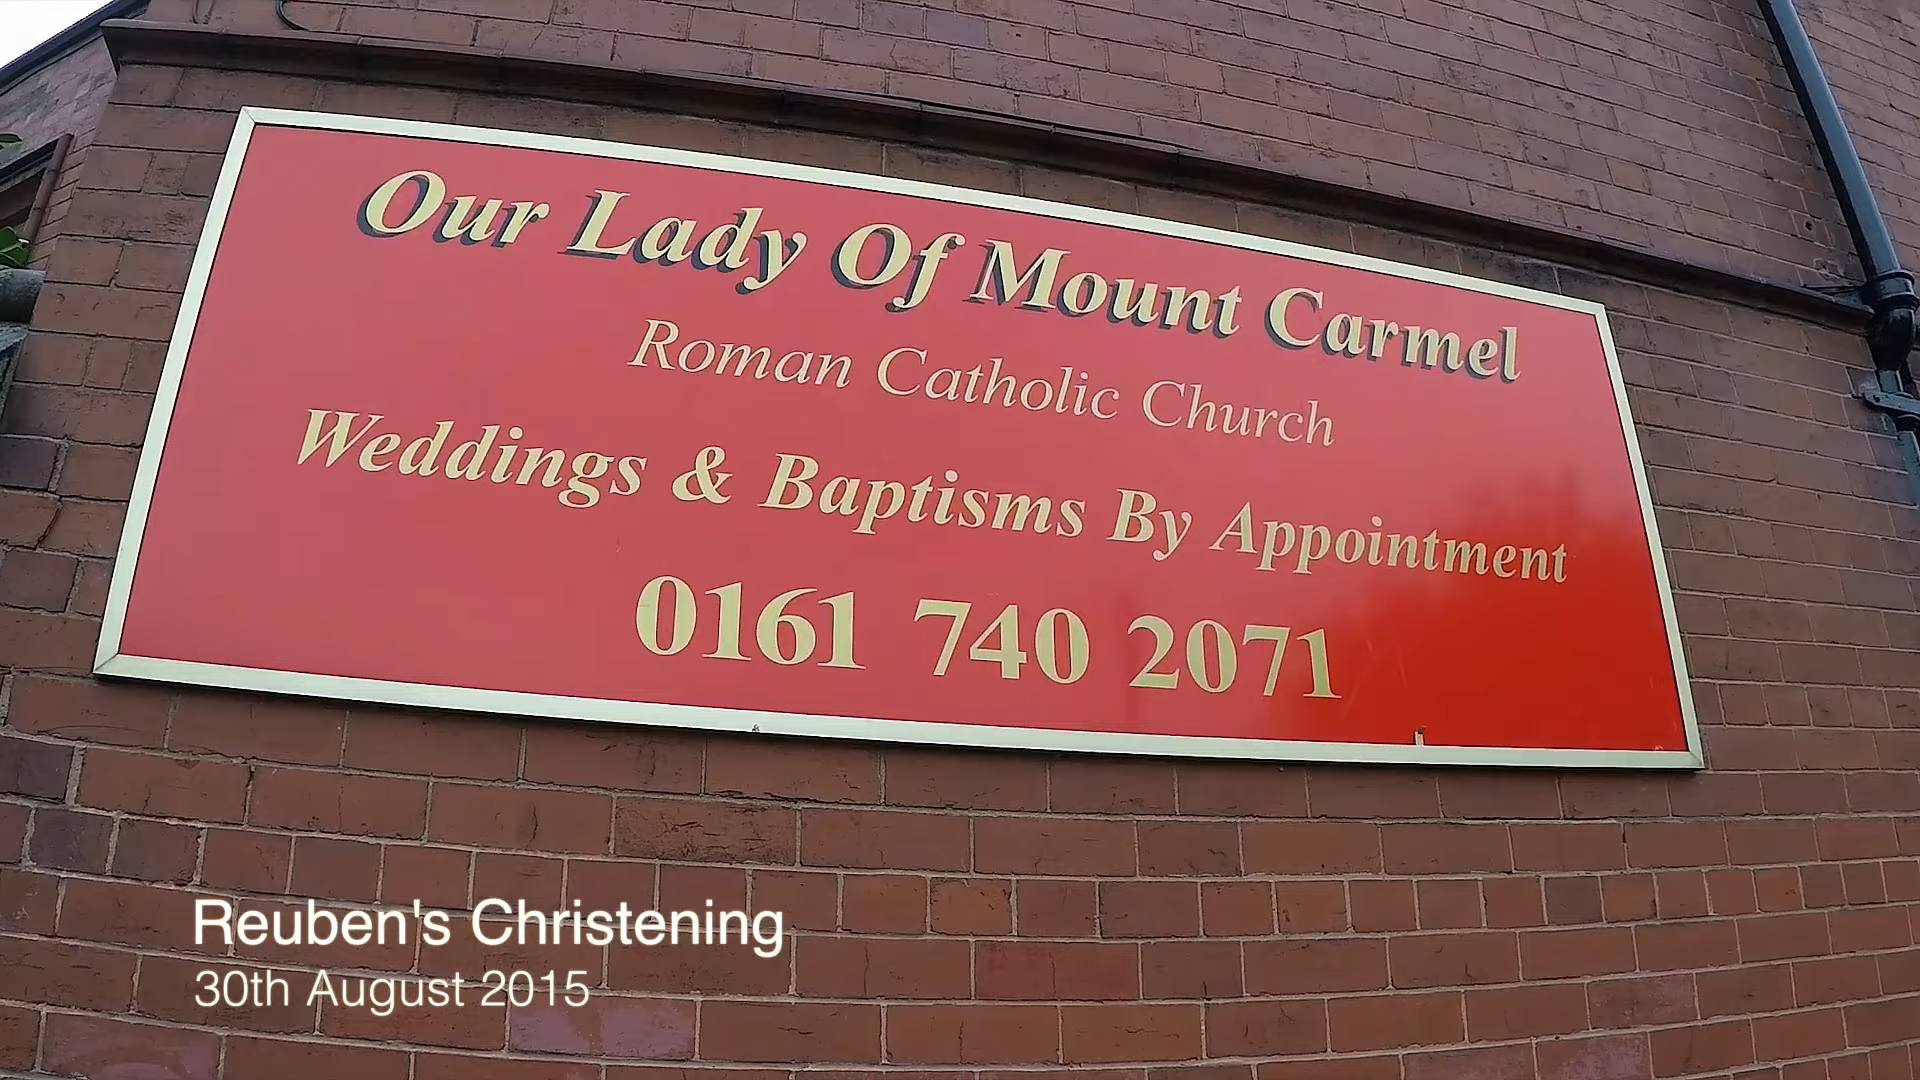 Our Lady Of Mount Carmel
Roman Catholic Church
Weddings & Baptisms By Appointment
0161 740 2071
Reuben's Christening
30th August 2015